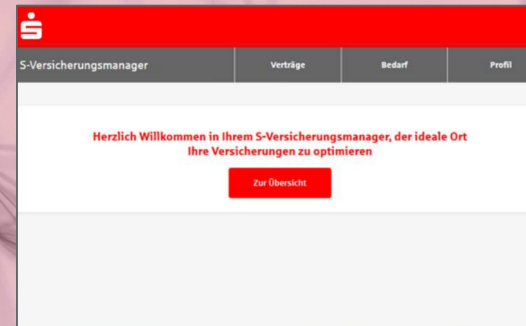 S-Versicherungsmanager
Verträge
Bedarf
Profil
Herzlich Willkommen in Ihrem S-Versicherungsmanager, der ideale Ort
Ihre Versicherungen zu optimieren
Zur Übersicht